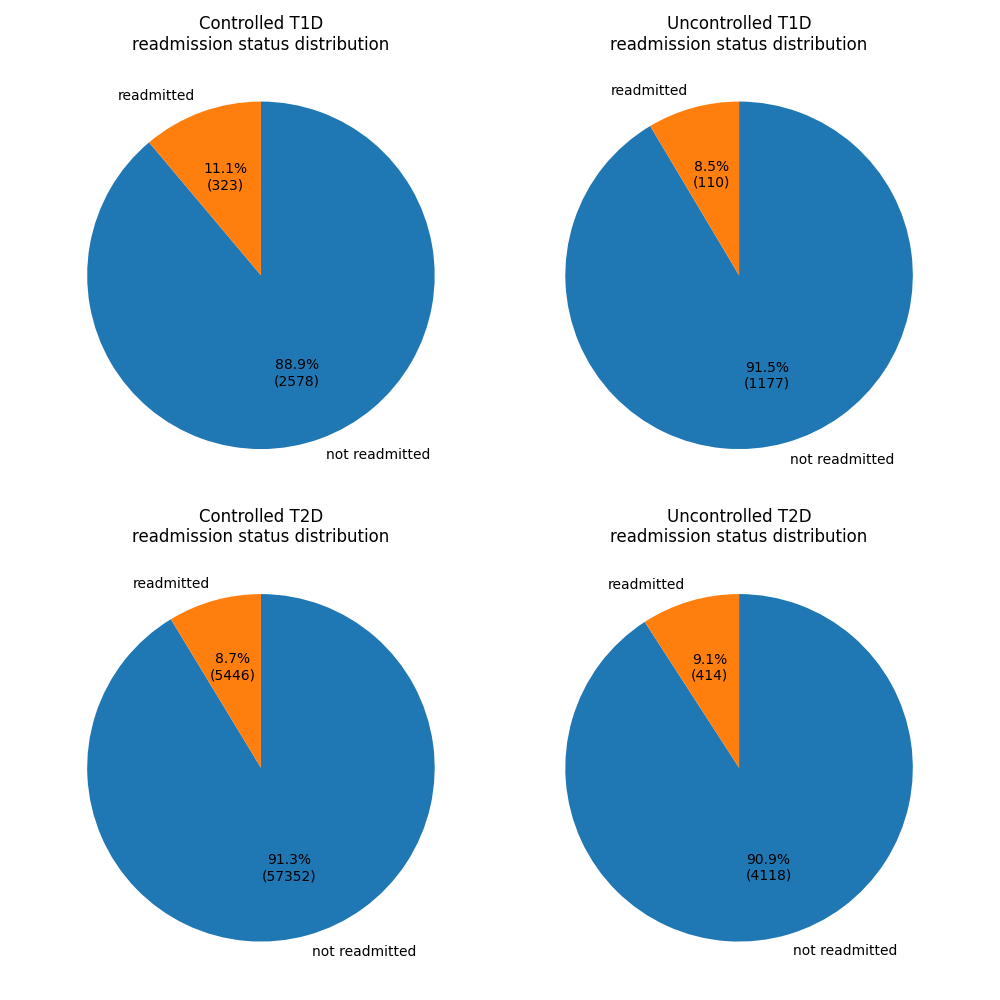 Controlled T1D
readmission status distribution
readmitted
11.1%
(323)
88.9%
(2578)
not readmitted
Uncontrolled T1D
readmission status distribution
readmitted
8.5%
(110)
91.5%
(1177)
not readmitted
Controlled T2D
readmission status distribution
readmitted
8.7%
(5446)
91.3%
(57352)
not readmitted
Uncontrolled T2D
readmission status distribution
readmitted
9.1%
(414)
90.9%
(4118)
not readmitted